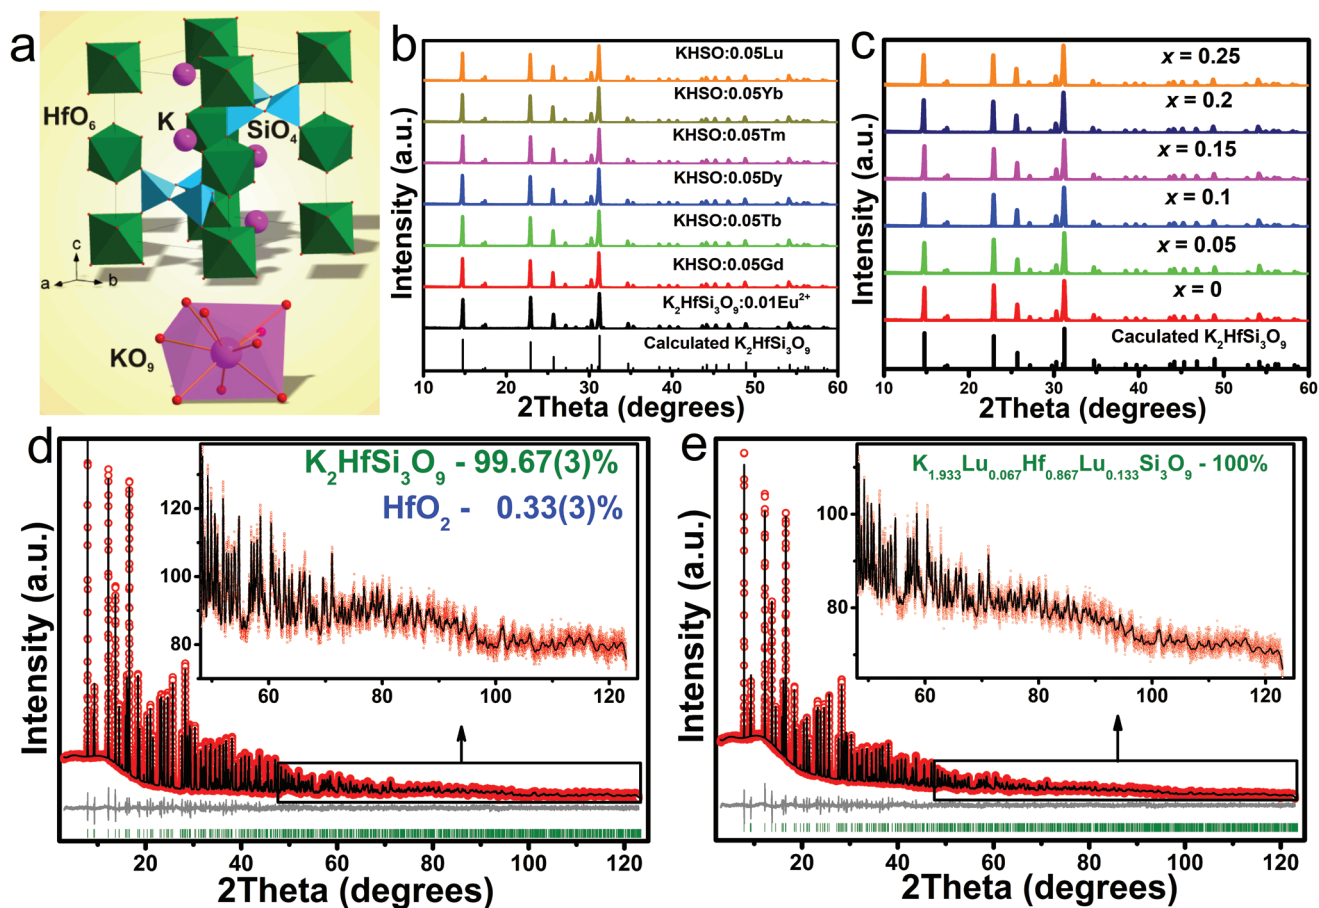 a
HfO₆
K
SiO₄
c
a
b
KO₉
b
Intensity (a.u.)
KHSO:0.05Lu
KHSO:0.05Yb
KHSO:0.05Tm
KHSO:0.05Dy
KHSO:0.05Tb
KHSO:0.05Gd
K₂HfSi₃O₉:0.01Eu²⁺
Calculated K₂HfSi₃O₉
10 20 30 40 50 60
2Theta (degrees)
c
Intensity (a.u.)
x = 0.25
x = 0.2
x = 0.15
x = 0.1
x = 0.05
x = 0
Caculated K₂HfSi₃O₉
10 20 30 40 50 60
2Theta (degrees)
d
Intensity (a.u.)
K₂HfSi₃O₉ - 99.67(3)%
HfO₂ - 0.33(3)%
120
100
80
60 80 100 120
20 40 60 80 100 120
2Theta (degrees)
e
Intensity (a.u.)
K₁.₉₃₃Lu₀.₀₆₇Hf₀.₈₆₇Lu₀.₁₃₃Si₃O₉ - 100%
100
80
60 80 100 120
20 40 60 80 100 120
2Theta (degrees)